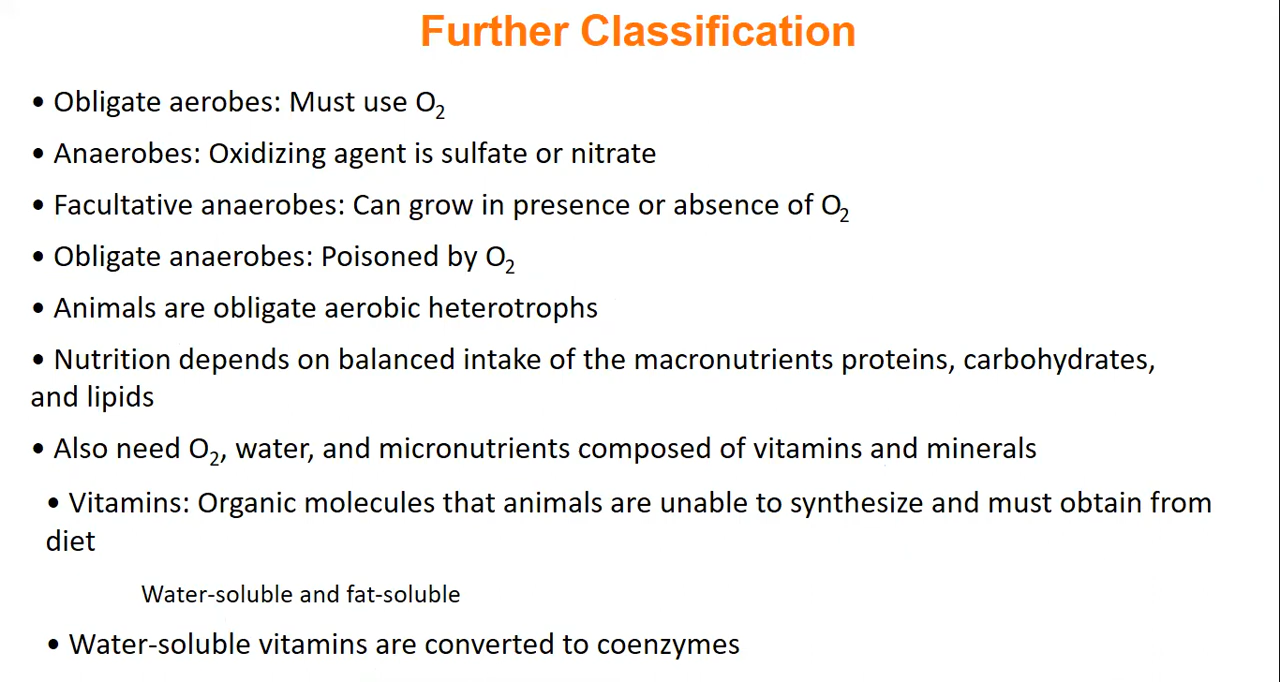 Further Classification
• Obligate aerobes: Must use O₂
• Anaerobes: Oxidizing agent is sulfate or nitrate
• Facultative anaerobes: Can grow in presence or absence of O₂
• Obligate anaerobes: Poisoned by O₂
• Animals are obligate aerobic heterotrophs
• Nutrition depends on balanced intake of the macronutrients proteins, carbohydrates,
and lipids
• Also need O₂, water, and micronutrients composed of vitamins and minerals
• Vitamins: Organic molecules that animals are unable to synthesize and must obtain from
diet
Water-soluble and fat-soluble
• Water-soluble vitamins are converted to coenzymes